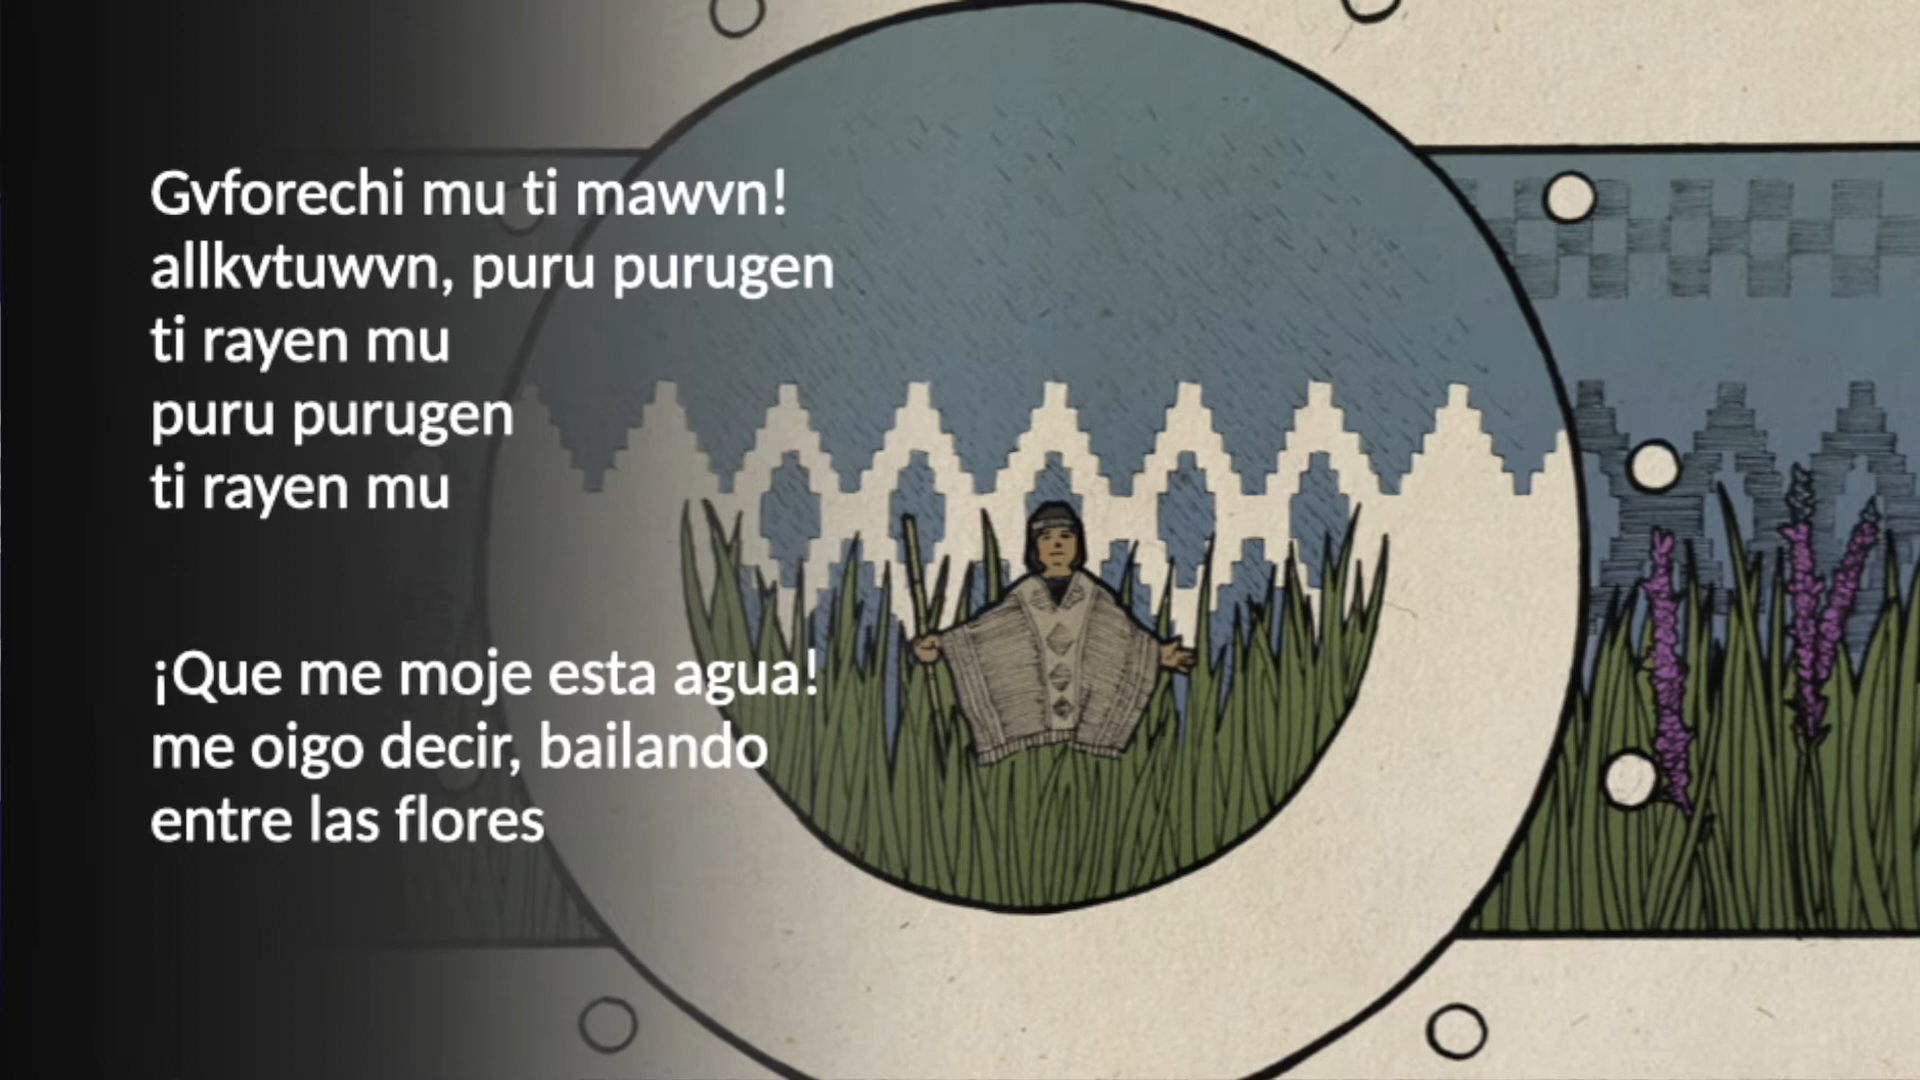 Gvforechi mu ti mawvn!
allkvtuwvn, puru purugen
ti rayen mu
puru purugen
ti rayen mu
¡Que me moje esta agua!
me oigo decir, bailando
entre las flores